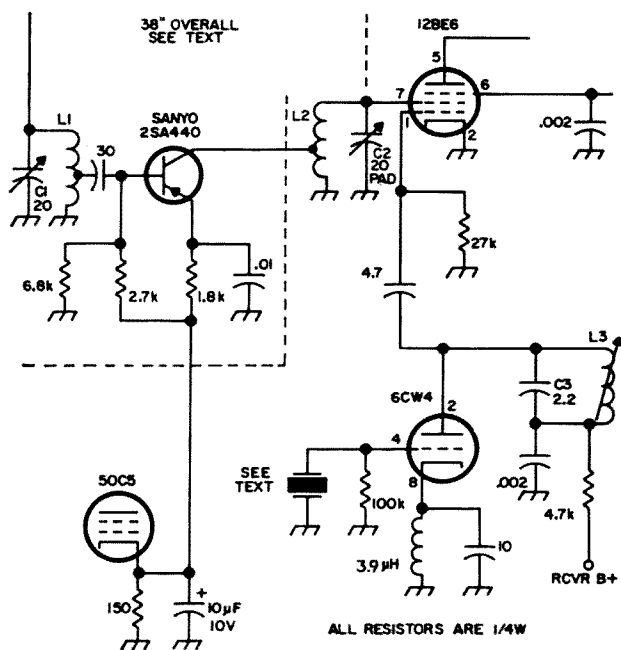 38" OVERALL
SEE TEXT
12BE6
5
6
7
1
2
.002
L1
SANYO
2SA440
L2
30
C1
20
C2
20
PAD
27k
6.8k
2.7k
1.8k
.01
4.7
L3
6CW4
2
C3
2.2
4
8
50C5
SEE
TEXT
100k
.002
4.7k
3.9µH
10
RCVR B+
150
+
10µF
10V
ALL RESISTORS ARE 1/4W